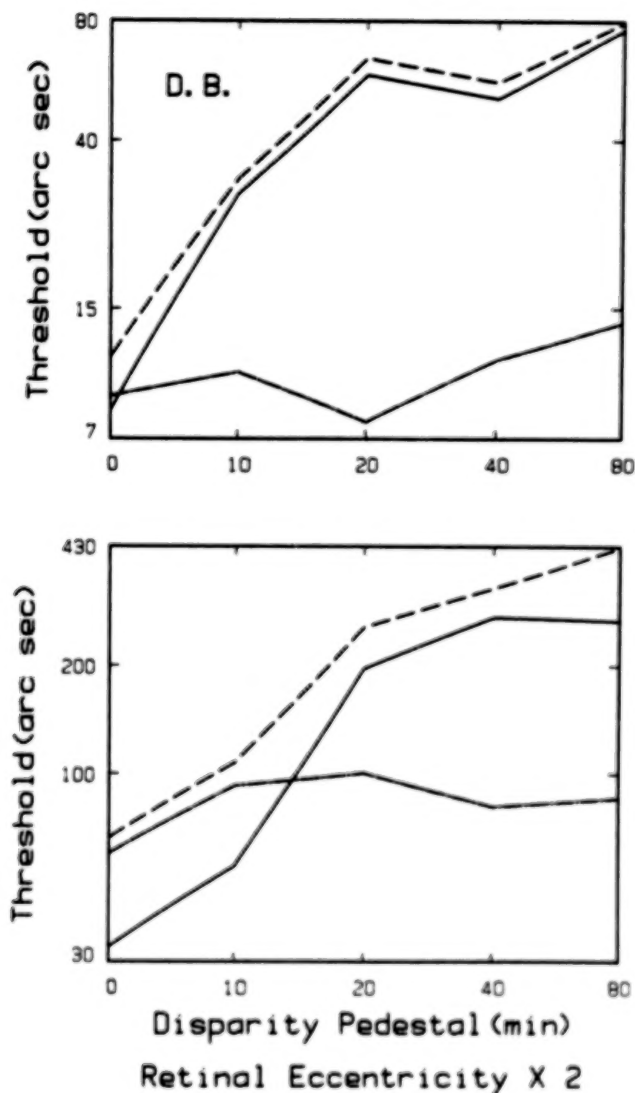 80
D. B.
40
15
7
Threshold (arc sec)
0 10 20 40 80
430
200
100
30
Threshold (arc sec)
0 10 20 40 80
Disparity Pedestal (min)
Retinal Eccentricity X 2